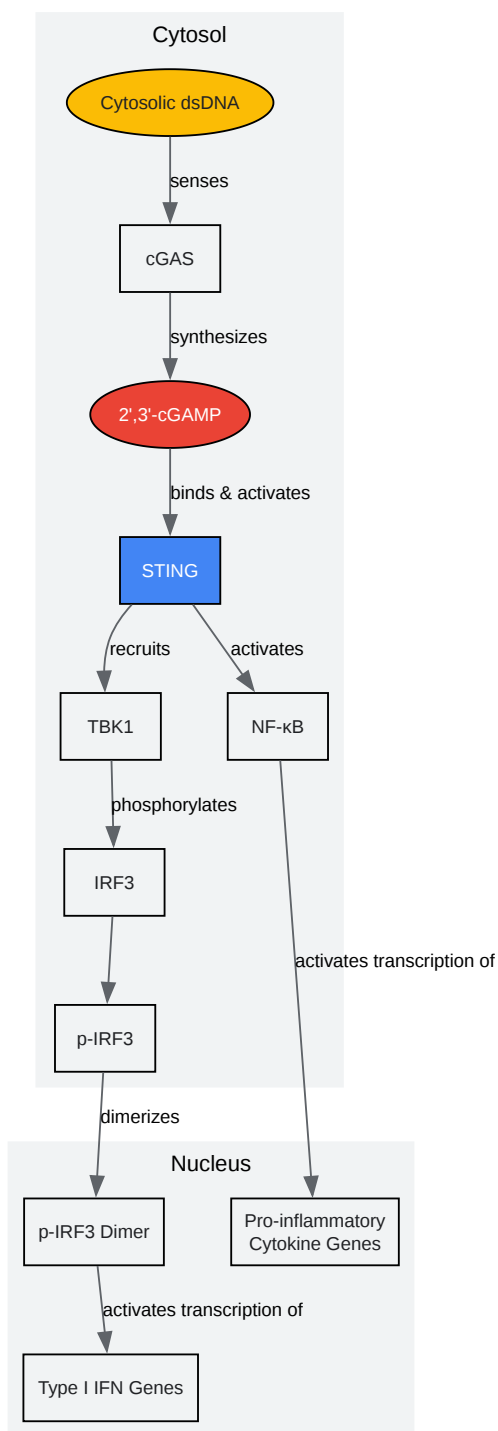 Cytosol
Cytosolic dsDNA
senses
cGAS
synthesizes
2',3'-cGAMP
binds & activates
STING
recruits
activates
TBK1
NF-κB
phosphorylates
IRF3
activates transcription of
p-IRF3
dimerizes
Nucleus
p-IRF3 Dimer
Pro-inflammatory
Cytokine Genes
activates transcription of
Type I IFN Genes